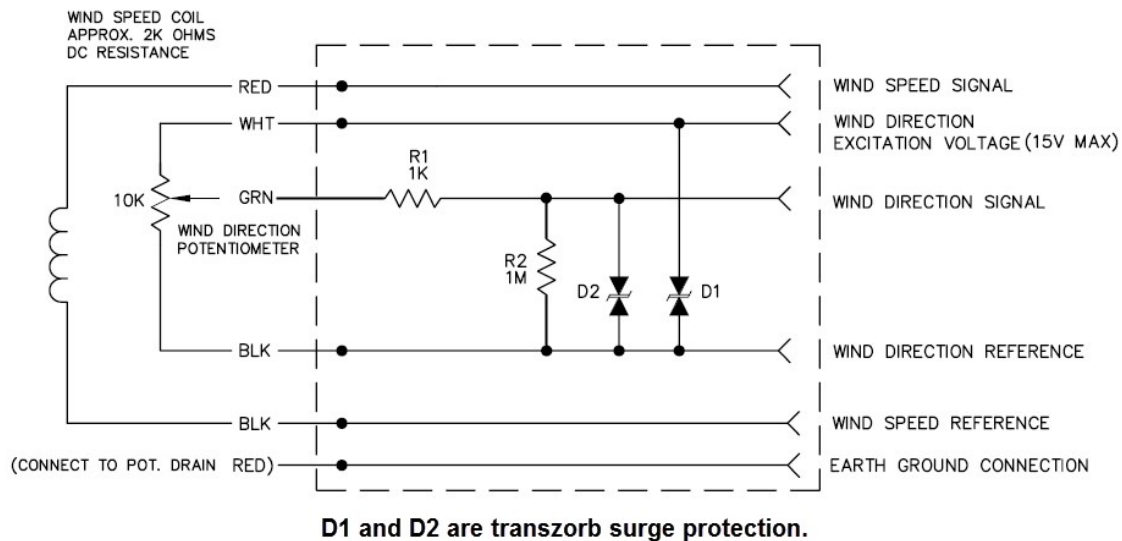 WIND SPEED COIL
APPROX. 2K OHMS
DC RESISTANCE
RED
WIND SPEED SIGNAL
WHT
WIND DIRECTION
EXCITATION VOLTAGE (15V MAX)
R1
1K
10K
GRN
WIND DIRECTION SIGNAL
WIND DIRECTION
POTENTIOMETER
R2
1M
D2
D1
BLK
WIND DIRECTION REFERENCE
BLK
WIND SPEED REFERENCE
(CONNECT TO POT. DRAIN RED)
EARTH GROUND CONNECTION
D1 and D2 are transzorb surge protection.